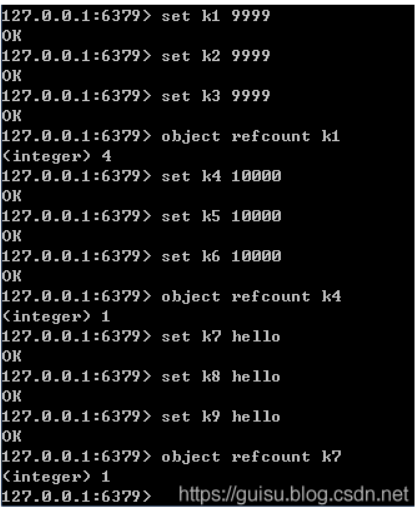 127.0.0.1:6379> set k1 9999
OK
127.0.0.1:6379> set k2 9999
OK
127.0.0.1:6379> set k3 9999
OK
127.0.0.1:6379> object refcount k1
(integer) 4
127.0.0.1:6379> set k4 10000
OK
127.0.0.1:6379> set k5 10000
OK
127.0.0.1:6379> set k6 10000
OK
127.0.0.1:6379> object refcount k4
(integer) 1
127.0.0.1:6379> set k7 hello
OK
127.0.0.1:6379> set k8 hello
OK
127.0.0.1:6379> set k9 hello
OK
127.0.0.1:6379> object refcount k7
(integer) 1
127.0.0.1:6379> https://guisu.blog.csdn.net